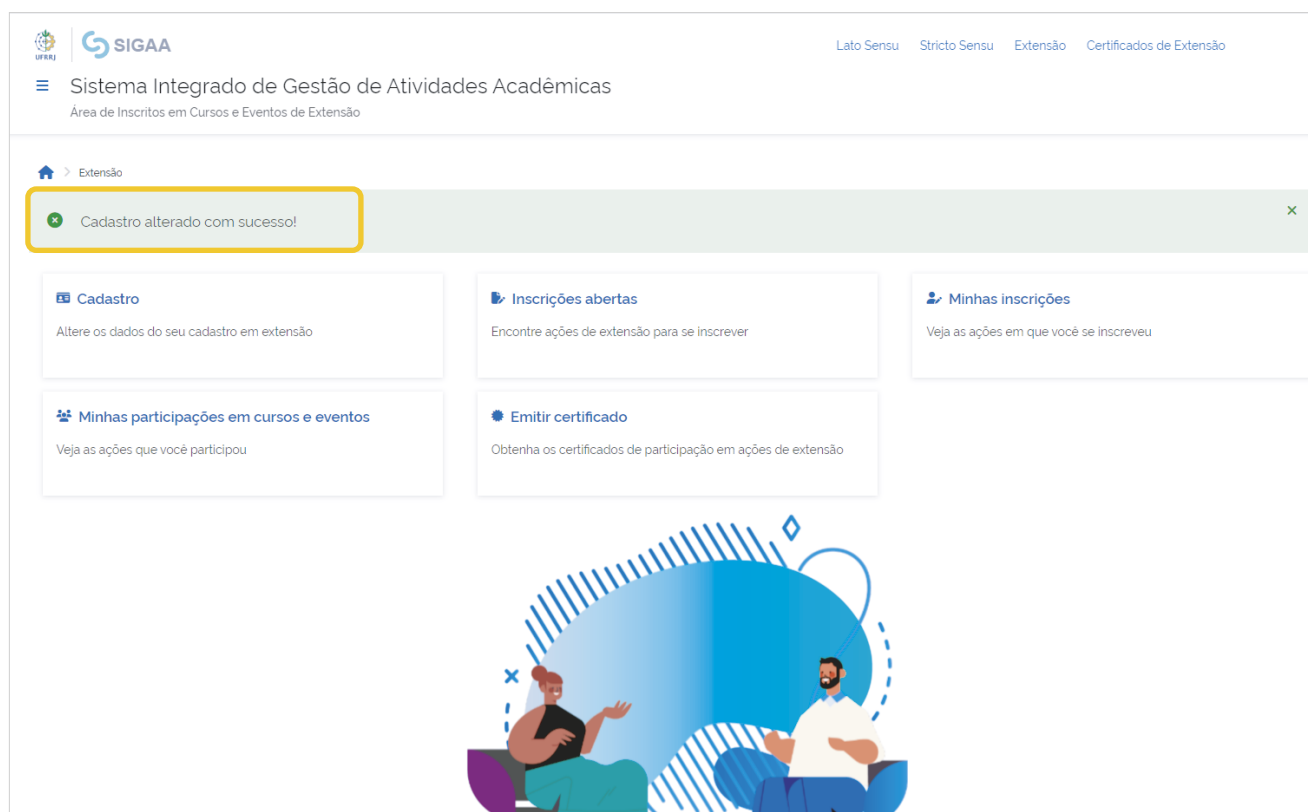 UFRRJ
SIGAA
Lato Sensu Stricto Sensu Extensão Certificados de Extensão
Sistema Integrado de Gestão de Atividades Acadêmicas
Área de Inscritos em Cursos e Eventos de Extensão
Extensão
Cadastro alterado com sucesso!
Cadastro
Altere os dados do seu cadastro em extensão
Inscrições abertas
Encontre ações de extensão para se inscrever
Minhas inscrições
Veja as ações em que você se inscreveu
Minhas participações em cursos e eventos
Veja as ações que você participou
Emitir certificado
Obtenha os certificados de participação em ações de extensão